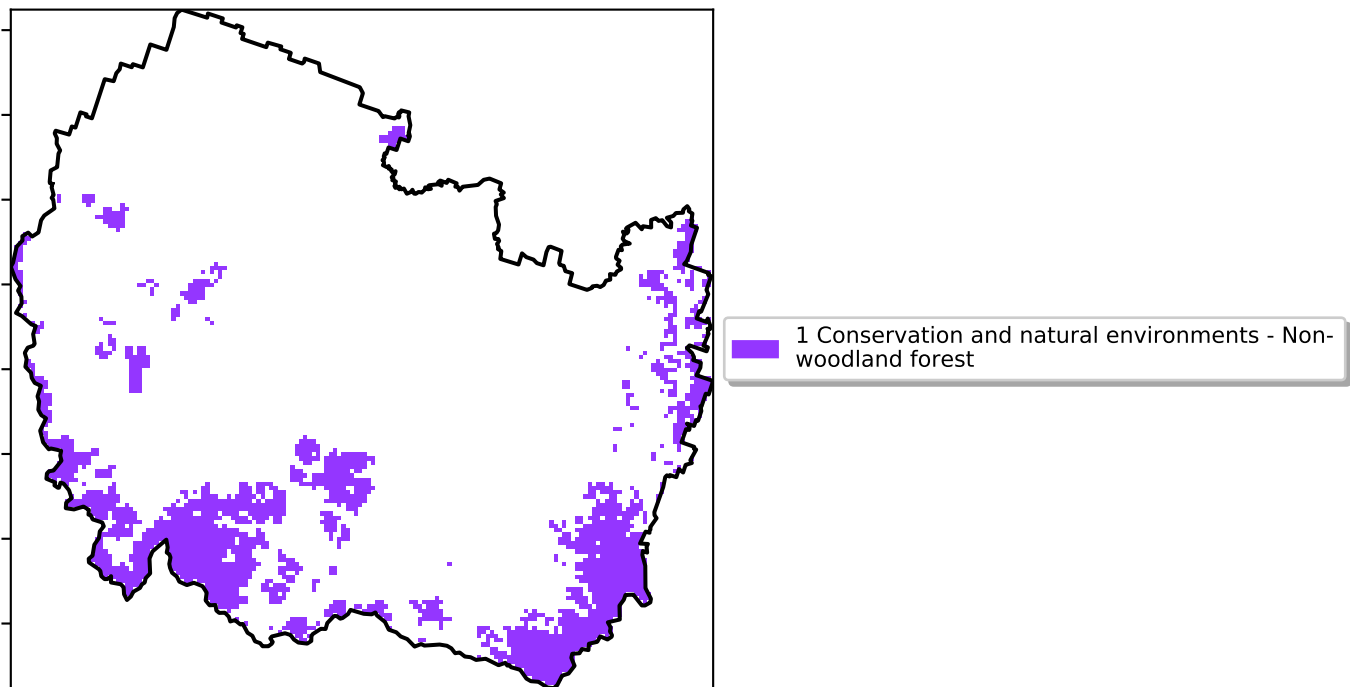 1 Conservation and natural environments - Non-
woodland forest